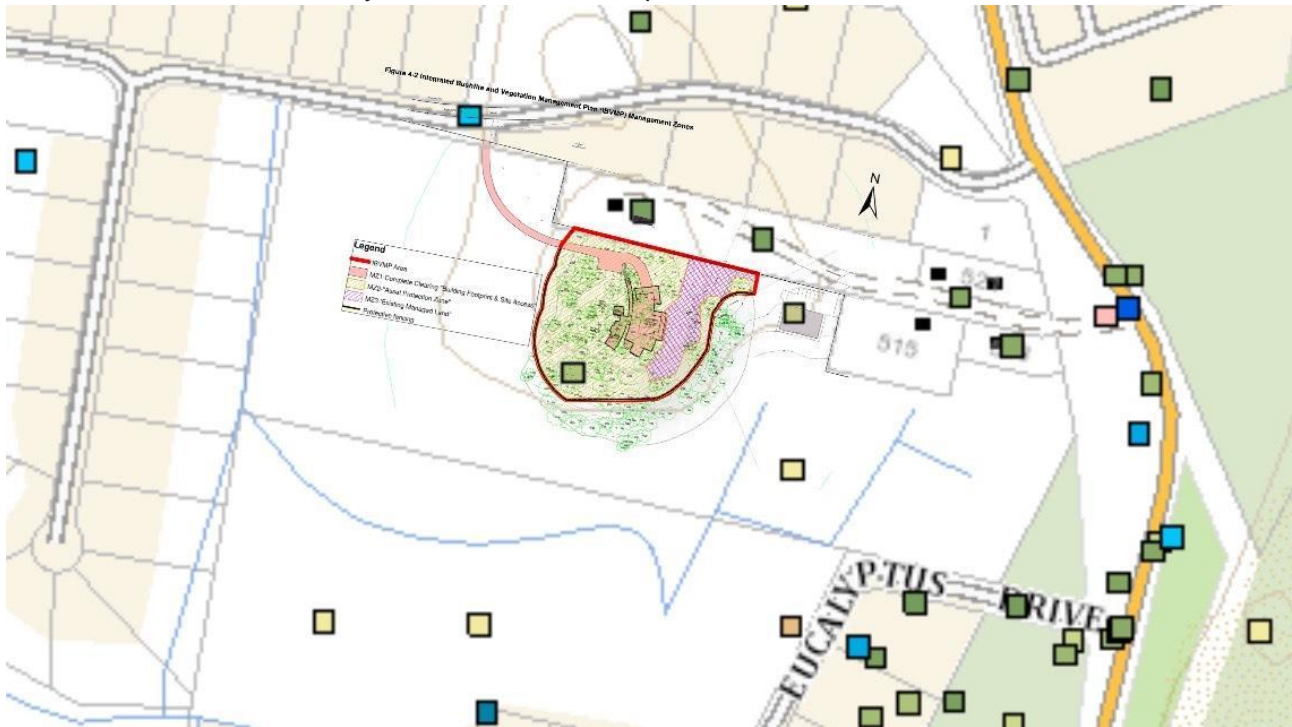 Figure 4-2 Integrated Bushfire and Vegetation Management Plan (IBVMP) Management Zones
N
Legend
IBVMP Area
MZ1-Complete Clearing "Building Footprint & Site Access"
MZ2-"Asset Protection Zone"
MZ3-"Existing Managed Land"
Protective fencing
1
515
EUCALYPTUS DRIVE